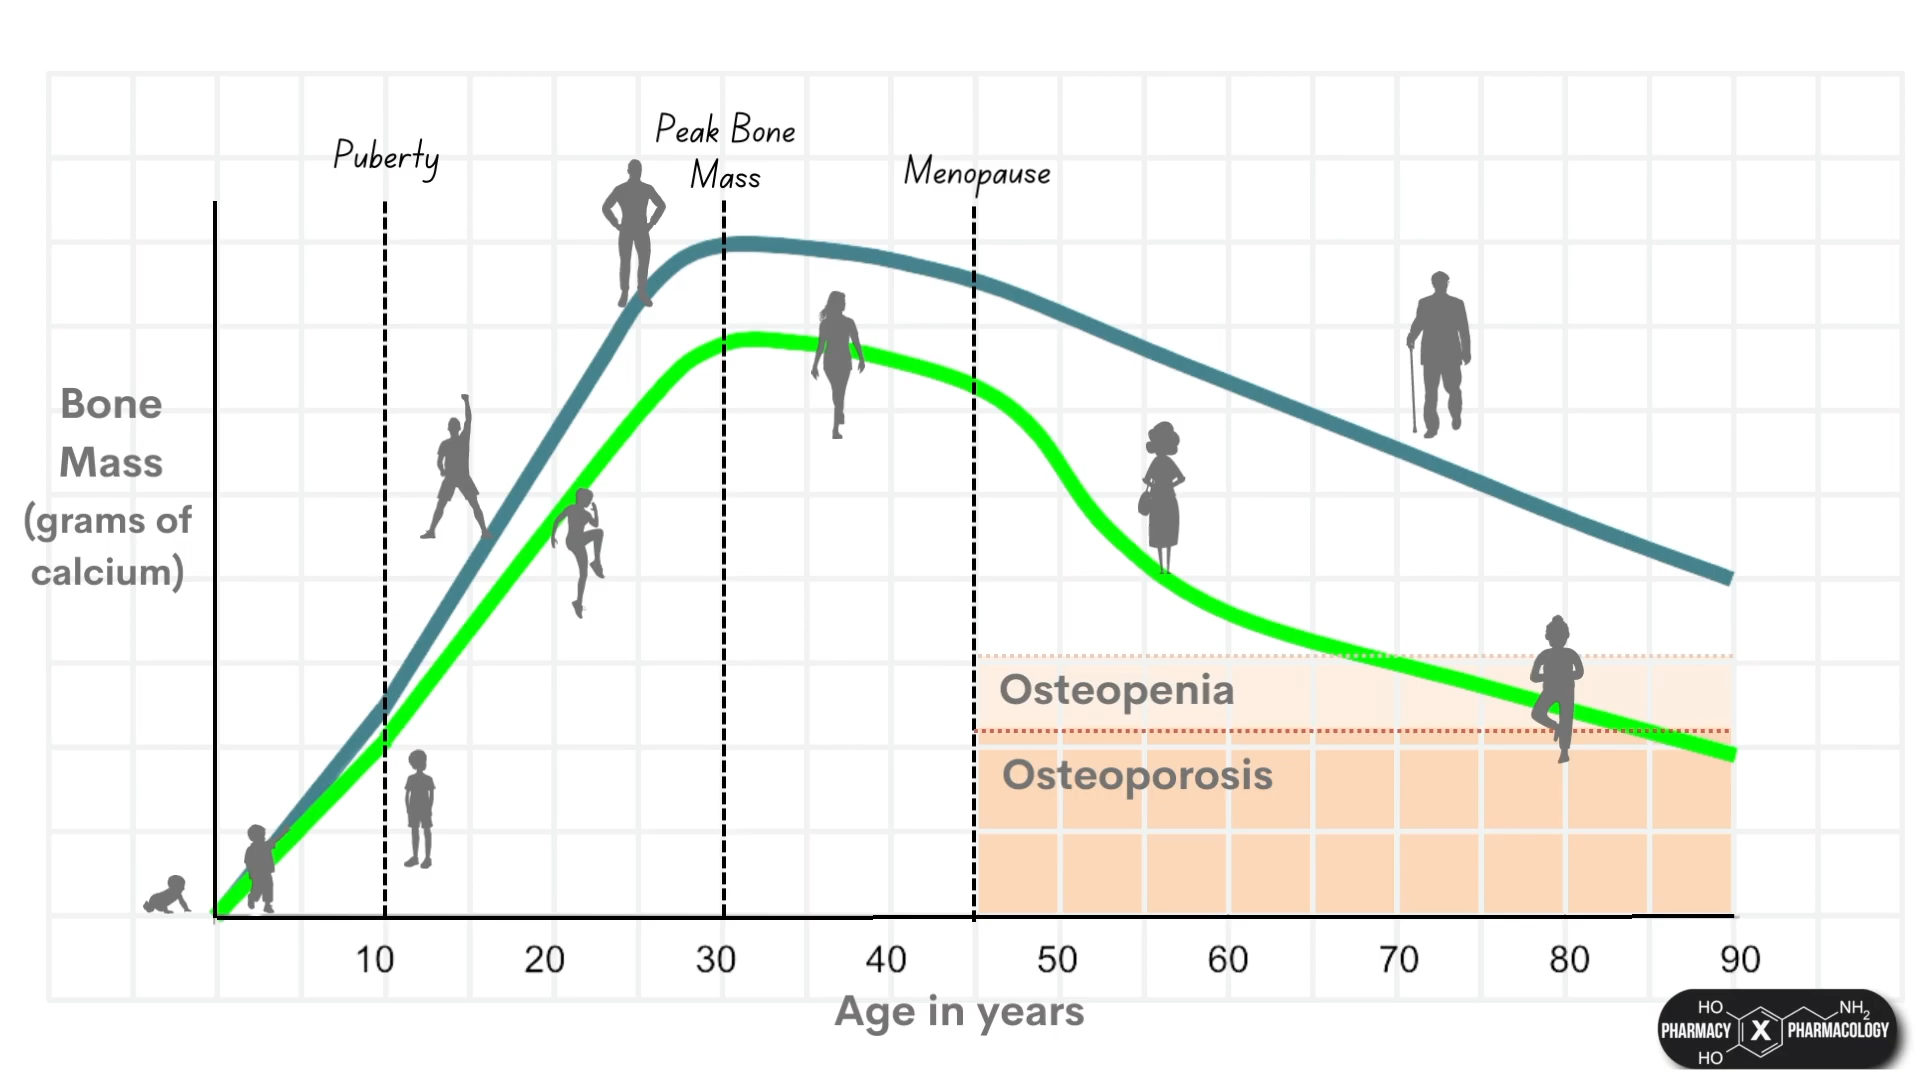 Puberty
Peak Bone
Mass
Menopause
Bone
Mass
(grams of
calcium)
Osteopenia
Osteoporosis
10 20 30 40 50 60 70 80 90
Age in years
HO NH2
PHARMACY X PHARMACOLOGY
HO